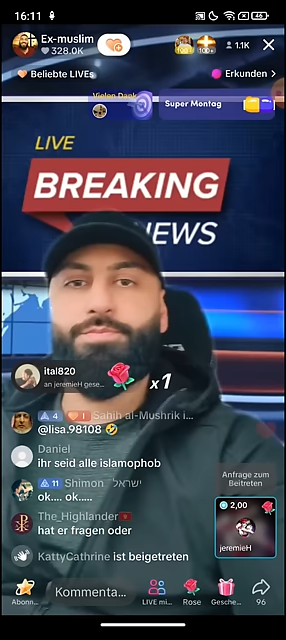 16:11
46
Ex-muslim
328.0K
100+
100+
1.1K
Beliebte LIVEs
Erkunden >
Vielen Dank
Super Montag
LIVE
BREAKING
NEWS
ital820
an jeremieH gese...
x1
4
1
Sahih al-Mushrik i...
@lisa.98108 🤣
Daniel
ihr seid alle islamophob
11
Shimon ישראל
ok.... ok.....
The_Highlander
hat er fragen oder
KattyCathrine ist beigetreten
Anfrage zum
Beitreten
2,00
jeremieH
Kommenta...
Abonn...
LIVE mi...
Rose
Gesche...
96